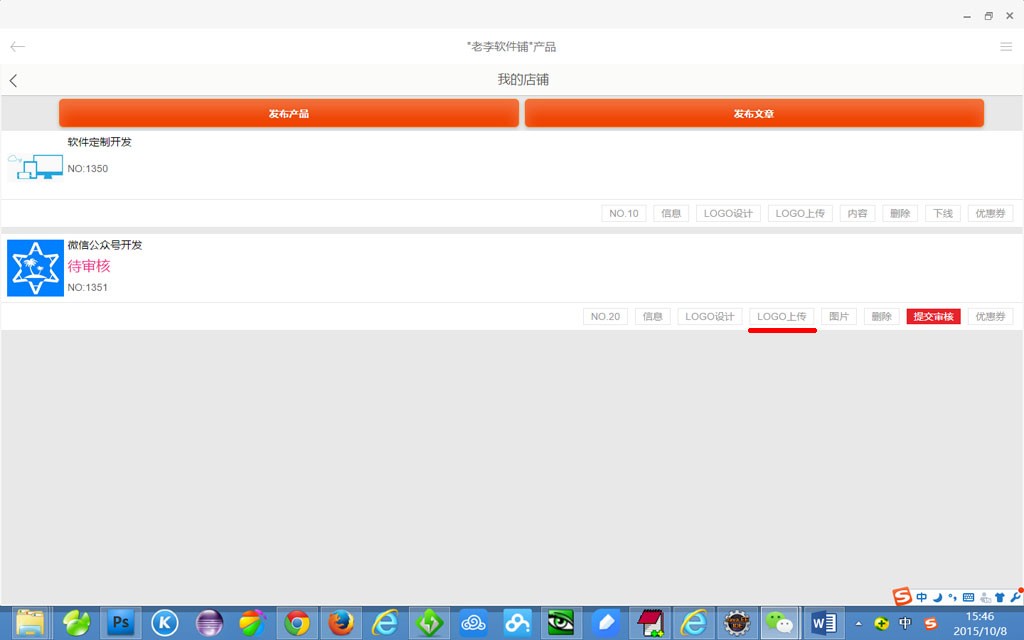 "老李软件铺"产品
我的店铺
发布产品 发布文章
软件定制开发
NO:1350
NO.10 信息 LOGO设计 LOGO上传 内容 删除 下线 优惠券
微信公众号开发
待审核
NO:1351
NO.20 信息 LOGO设计 LOGO上传 图片 删除 提交审核 优惠券
中
Ps K W 中 15:46
2015/10/8